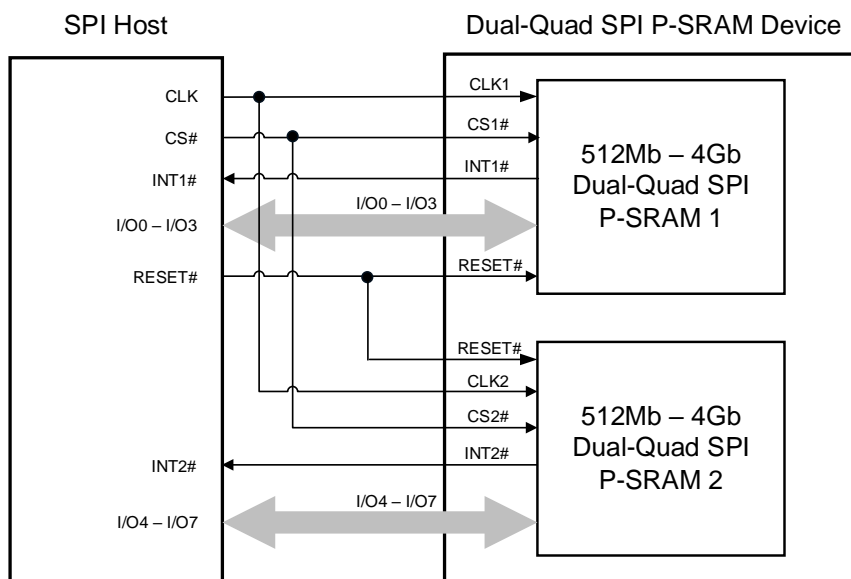 SPI Host
Dual-Quad SPI P-SRAM Device
CLK
CLK1
CS#
CS1#
INT1#
INT1#
I/O0 – I/O3
I/O0 – I/O3
RESET#
RESET#
512Mb – 4Gb
Dual-Quad SPI
P-SRAM 1
RESET#
CLK2
CS2#
INT2#
INT2#
I/O4 – I/O7
I/O4 – I/O7
512Mb – 4Gb
Dual-Quad SPI
P-SRAM 2